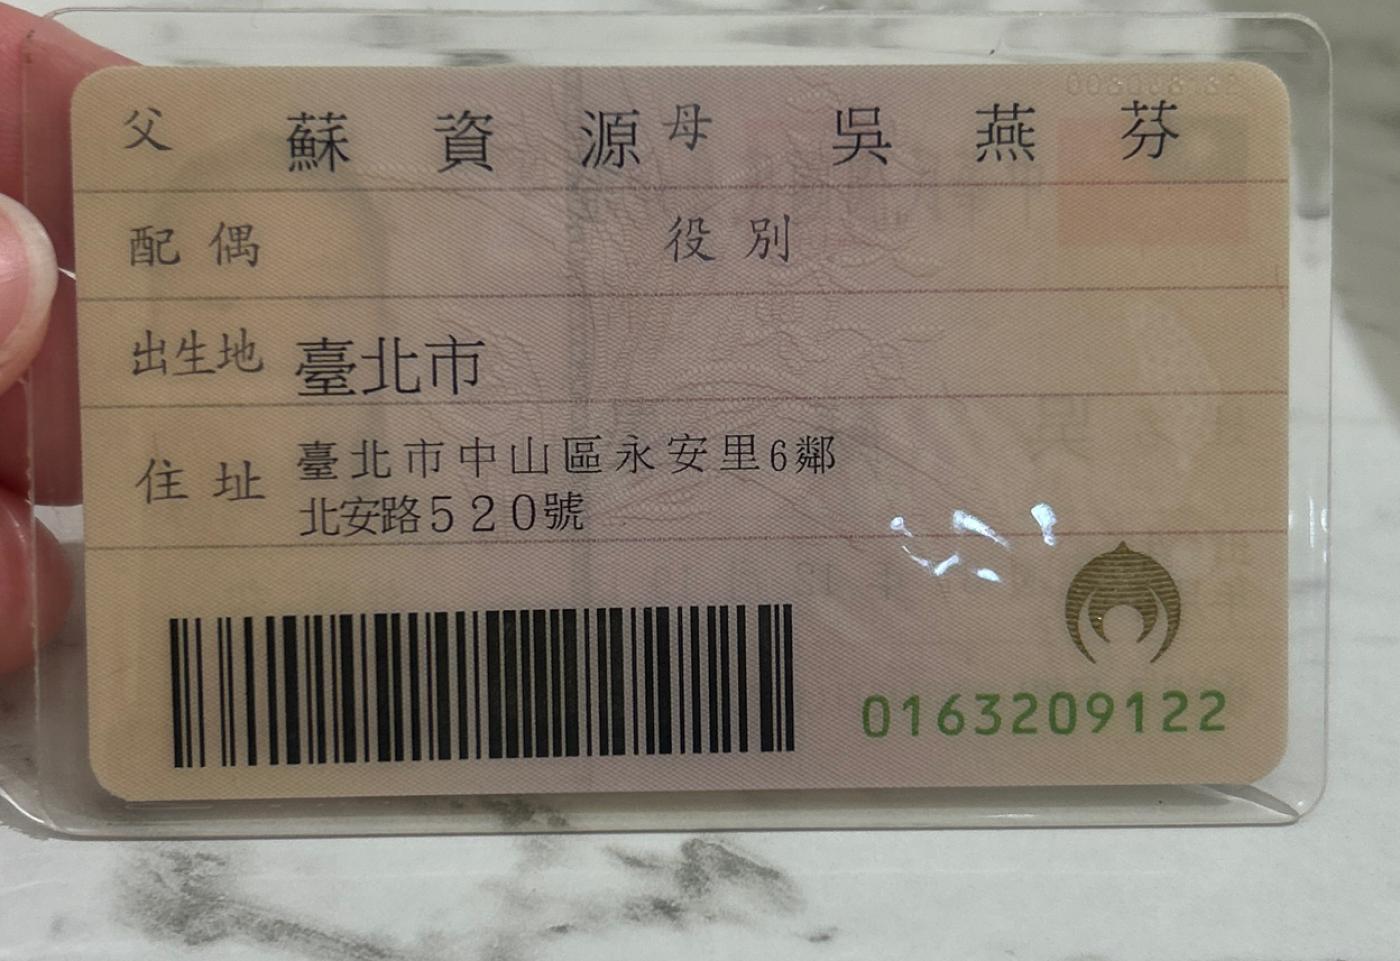 父 蘇資源 母 吳燕芬
配偶 役別
出生地 臺北市
住址 臺北市中山區永安里6鄰
北安路520號
0163209122